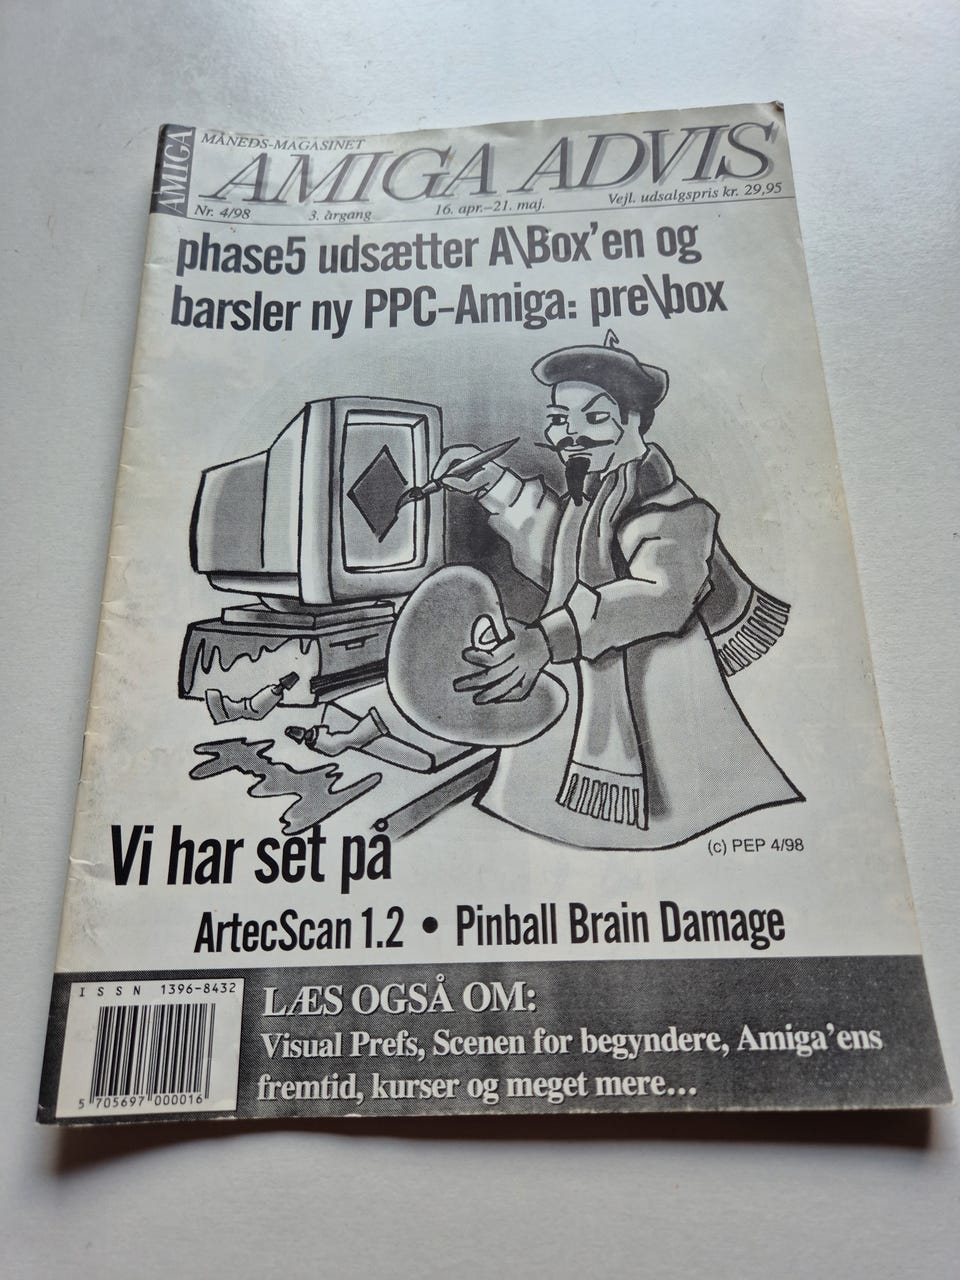 AMIGA
MÅNEDS-MAGASINET
AMIGA ADVIS
Nr. 4/98 3. årgang 16. apr.–21. maj. Vejl. udsalgspris kr. 29,95
phase5 udsætter A\Box'en og
barsler ny PPC-Amiga: pre\box
(c) PEP 4/98
Vi har set på
ArtecScan 1.2 • Pinball Brain Damage
ISSN 1396-8432
5 705697 000016
LÆS OGSÅ OM:
Visual Prefs, Scenen for begyndere, Amiga'ens
fremtid, kurser og meget mere...